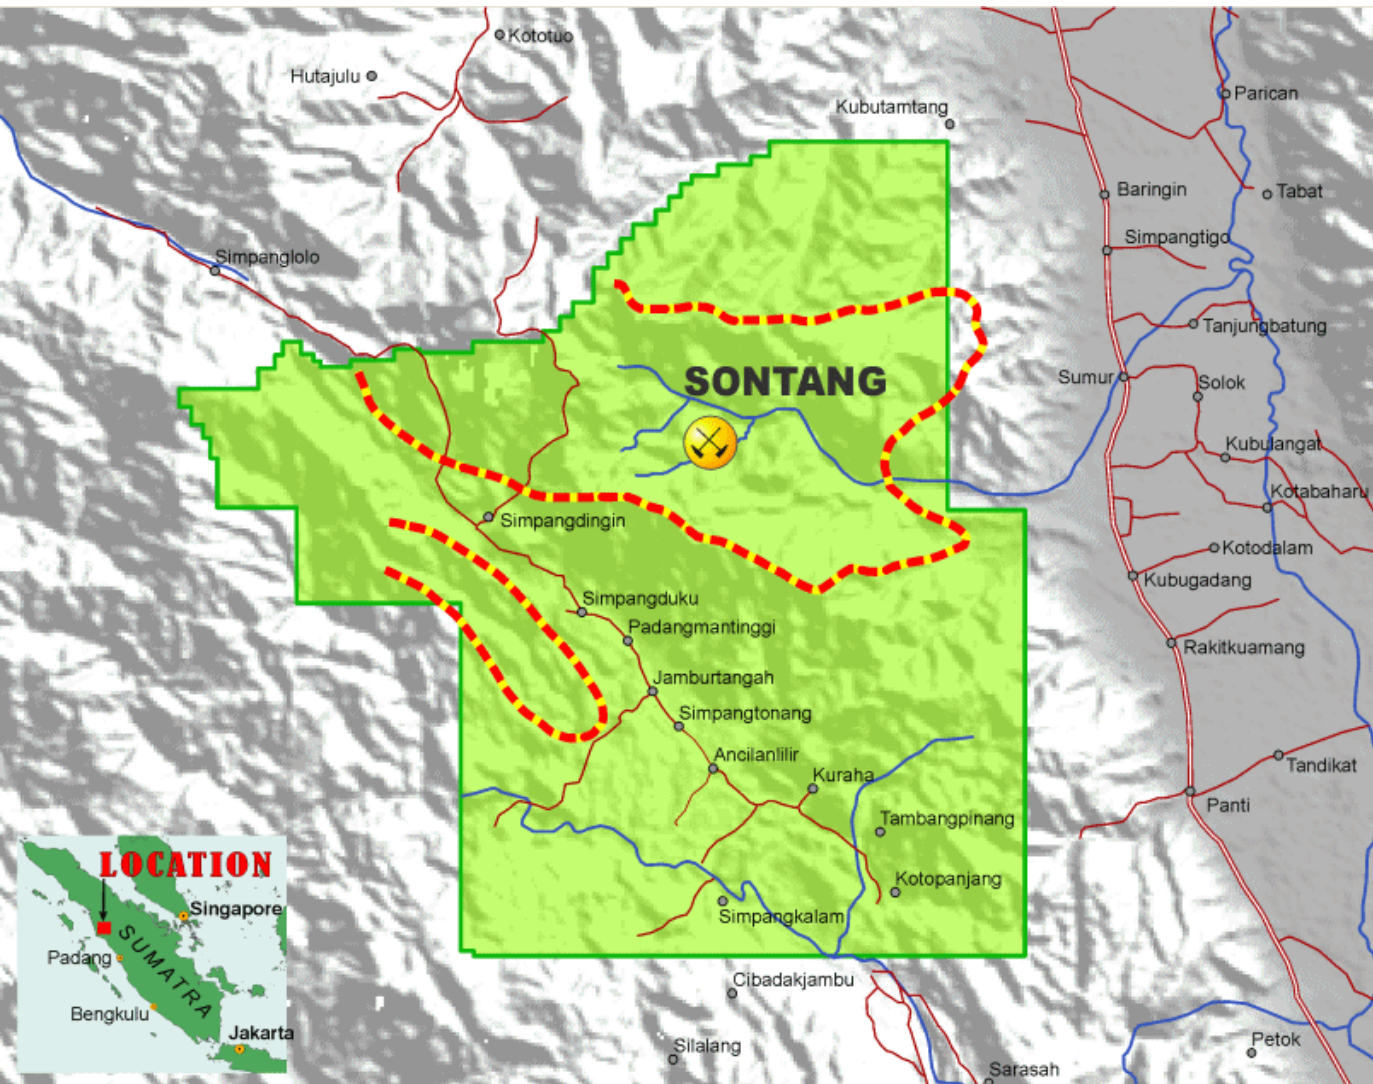 Kototuo
Hutajulu
Parican
Kubutamtang
Baringin
Tabat
Simpangtigo
Simpanglolo
Tanjungbatung
SONTANG
Sumur
Solok
Kubulangat
Kotabaharu
Simpangdingin
Kotodalam
Kubugadang
Simpangduku
Padangmantinggi
Rakitkuamang
Jamburtangah
Simpangtonang
Ancilanlilir
Tandikat
Kuraha
Panti
Tambangpinang
Kotopanjang
Simpangkalam
LOCATION
Singapore
SUMATRA
Padang
Bengkulu
Jakarta
Cibadakjambu
Silalang
Petok
Sarasah